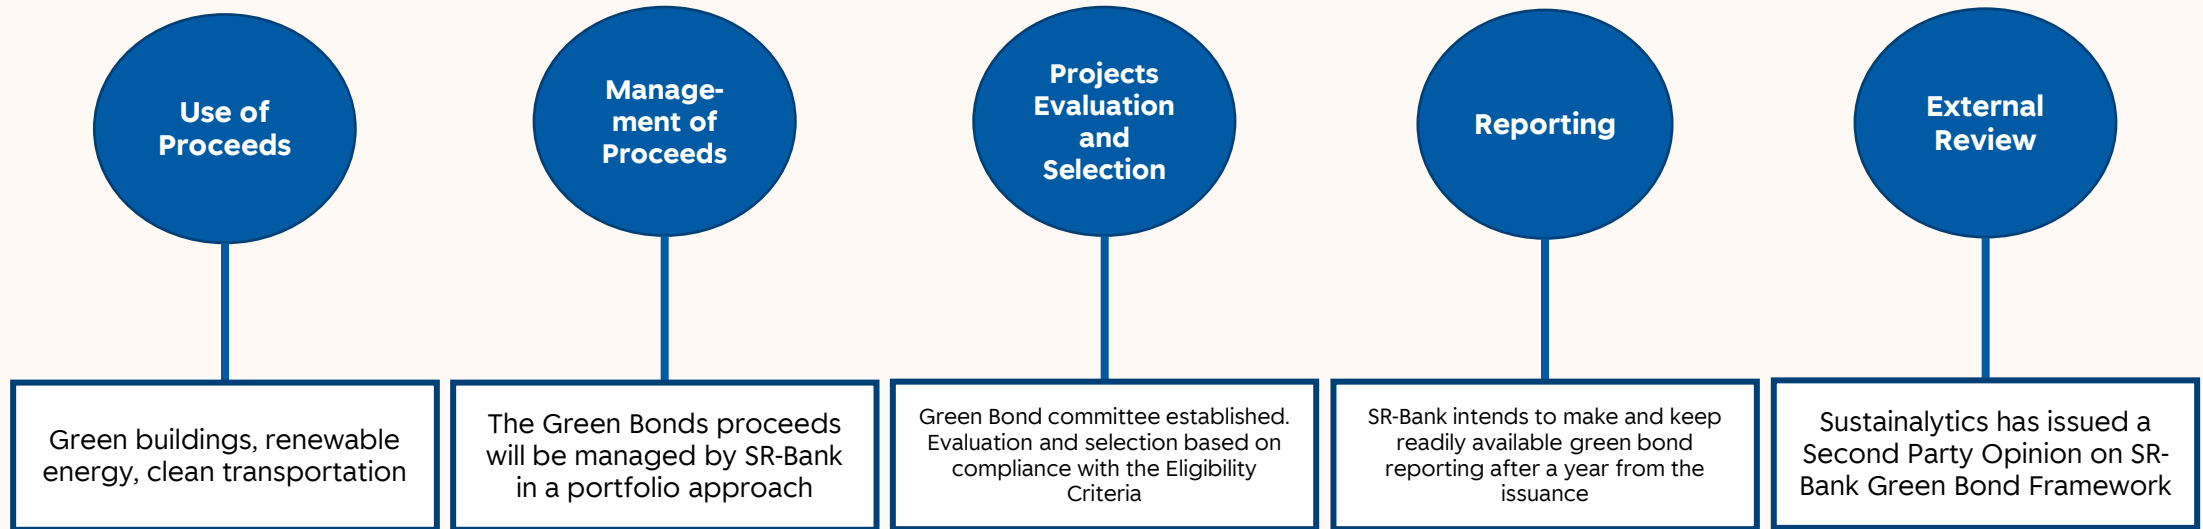 Use of
Proceeds
Manage-
ment of
Proceeds
Projects
Evaluation
and
Selection
Reporting
External
Review
Green buildings, renewable
energy, clean transportation
The Green Bonds proceeds
will be managed by SR-Bank
in a portfolio approach
Green Bond committee established.
Evaluation and selection based on
compliance with the Eligibility
Criteria
SR-Bank intends to make and keep
readily available green bond
reporting after a year from the
issuance
Sustainalytics has issued a
Second Party Opinion on SR-
Bank Green Bond Framework